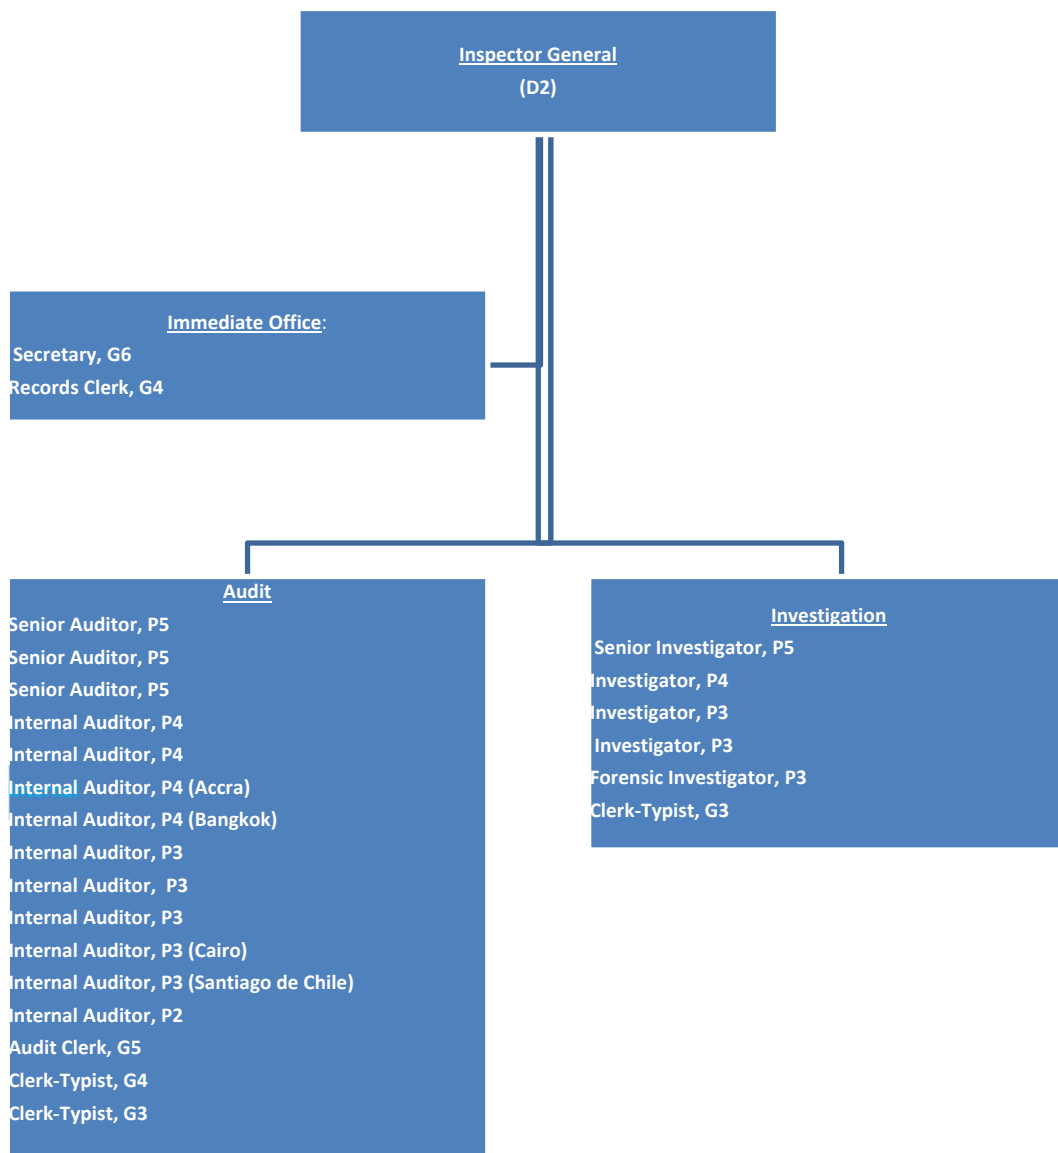 Inspector General
(D2)
Immediate Office:
Secretary, G6
Records Clerk, G4
Audit
Senior Auditor, P5
Senior Auditor, P5
Senior Auditor, P5
Internal Auditor, P4
Internal Auditor, P4
Internal Auditor, P4 (Accra)
Internal Auditor, P4 (Bangkok)
Internal Auditor, P3
Internal Auditor, P3
Internal Auditor, P3
Internal Auditor, P3 (Cairo)
Internal Auditor, P3 (Santiago de Chile)
Internal Auditor, P2
Audit Clerk, G5
Clerk-Typist, G4
Clerk-Typist, G3
Investigation
Senior Investigator, P5
Investigator, P4
Investigator, P3
Investigator, P3
Forensic Investigator, P3
Clerk-Typist, G3